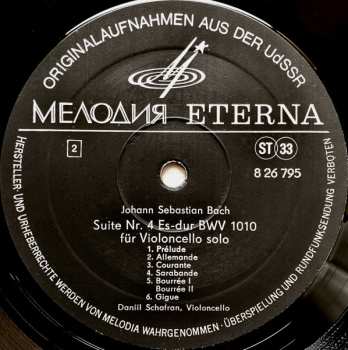 ORIGINALAUFNAHMEN AUS DER UdSSR
МЕЛОДИЯ ETERNA
2
ST 33
8 26 795
Johann Sebastian Bach
Suite Nr. 4 Es-dur BWV 1010
für Violoncello solo
1. Prélude
2. Allemande
3. Courante
4. Sarabande
5. Bourrée I
Bourrée II
6. Gigue
Daniil Schafran, Violoncello
HERSTELLER- UND URHEBERRECHTE WERDEN VON MELODIA WAHRGENOMMEN · ÜBERSPIELUNG UND RUNDFUNKSENDUNG VERBOTEN